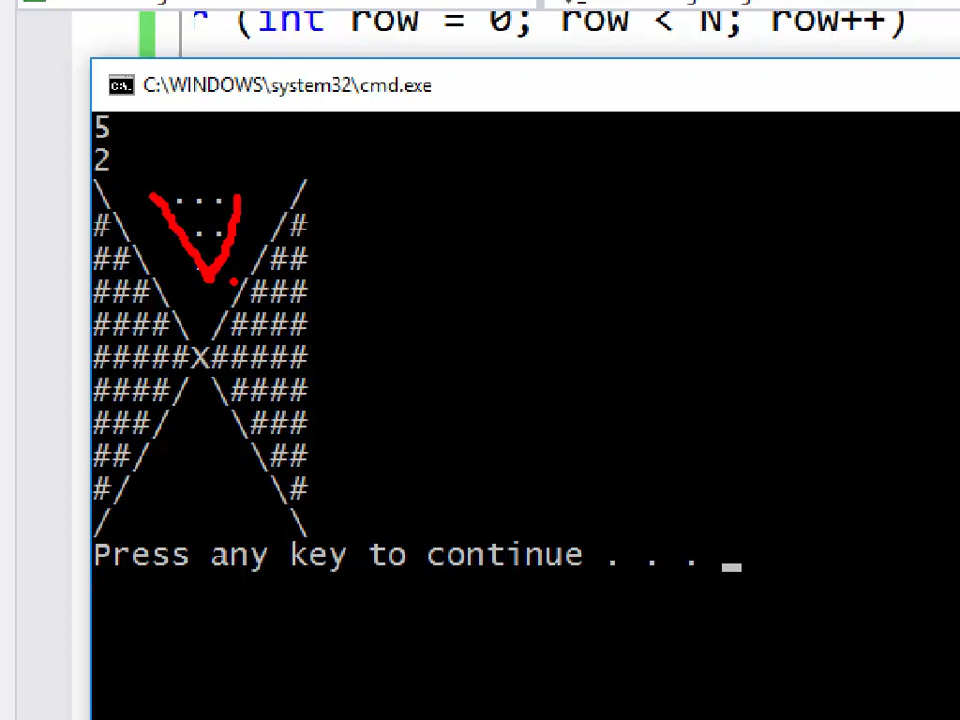 (int row = 0; row < N; row++)
C:\WINDOWS\system32\cmd.exe
5
2
\   ...   /
#\   ..  /#
##\     /##
###\   /###
####\ /####
#####X#####
####/ \####
###/   \###
##/     \##
#/       \#
/         \
Press any key to continue . . . _